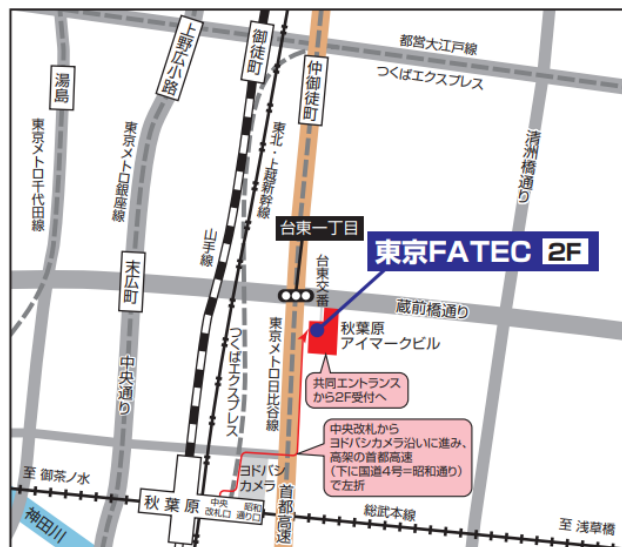 都営大江戸線
つくばエクスプレス
上野広小路
御徒町
仲御徒町
湯島
清洲橋通り
東京メトロ千代田線
東京メトロ銀座線
東北・上越新幹線
山手線
台東一丁目
東京FATEC 2F
台東交番
蔵前橋通り
末広町
秋葉原
アイマークビル
つくばエクスプレス
東京メトロ日比谷線
中央通り
共同エントランス
から2F受付へ
中央改札から
ヨドバシカメラ沿いに進み、
高架の首都高速
(下に国道4号=昭和通り)
で左折
ヨドバシ
カメラ
首都高速
至 御茶ノ水
秋葉原
中央
改札口
昭和
通り口
総武本線
至 浅草橋
神田川